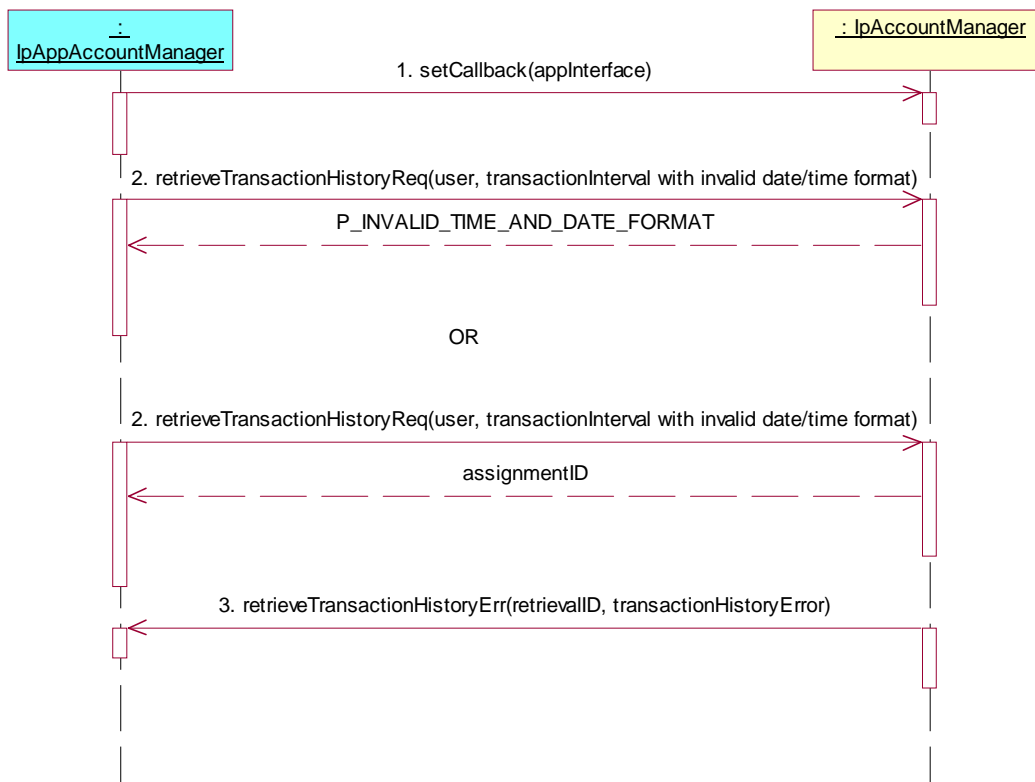 :
IpAppAccountManager
: IpAccountManager
1. setCallback(appInterface)
2. retrieveTransactionHistoryReq(user, transactionInterval with invalid date/time format)
P_INVALID_TIME_AND_DATE_FORMAT
OR
2. retrieveTransactionHistoryReq(user, transactionInterval with invalid date/time format)
assignmentID
3. retrieveTransactionHistoryErr(retrievalID, transactionHistoryError)